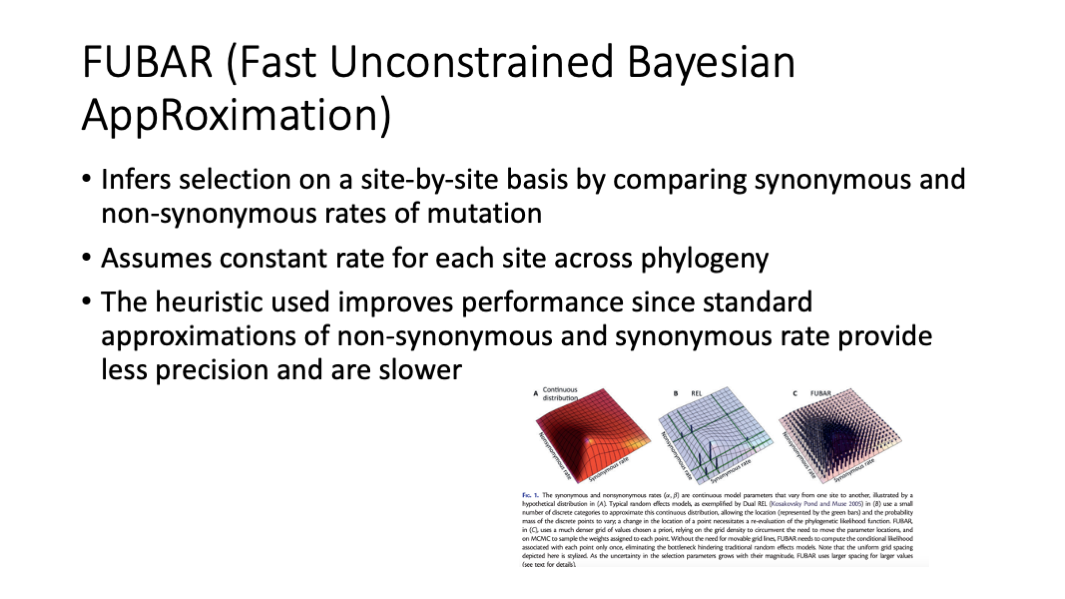 FUBAR (Fast Unconstrained Bayesian
AppRoximation)
• Infers selection on a site-by-site basis by comparing synonymous and
non-synonymous rates of mutation
• Assumes constant rate for each site across phylogeny
• The heuristic used improves performance since standard
approximations of non-synonymous and synonymous rate provide
less precision and are slower
A Continuous
distribution
B REL
C FUBAR
Nonsynonymous rate
Synonymous rate
Nonsynonymous rate
Synonymous rate
Nonsynonymous rate
Synonymous rate
FIG. 1. The synonymous and nonsynonymous rates (α, β) are continuous model parameters that vary from one site to another, illustrated by a
hypothetical distribution in (A). Typical random effects models, as exemplified by Dual REL (Kosakovsky Pond and Muse 2005) in (B) use a small
number of discrete categories to approximate this continuous distribution, allowing the location (represented by the green bars) and the probability
mass of the discrete points to vary; a change in the location of a point necessitates a re-evaluation of the phylogenetic likelihood function. FUBAR,
in (C), uses a much denser grid of values chosen a priori, relying on the grid density to circumvent the need to move the parameter locations, and
on MCMC to sample the weights assigned to each point. Without the need for movable grid lines, FUBAR needs to compute the conditional likelihood
associated with each point only once, eliminating the bottleneck hindering traditional random effects models. Note that the uniform grid spacing
depicted here is stylized. As the uncertainty in the selection parameters grows with their magnitude, FUBAR uses larger spacing for larger values
(see text for details).